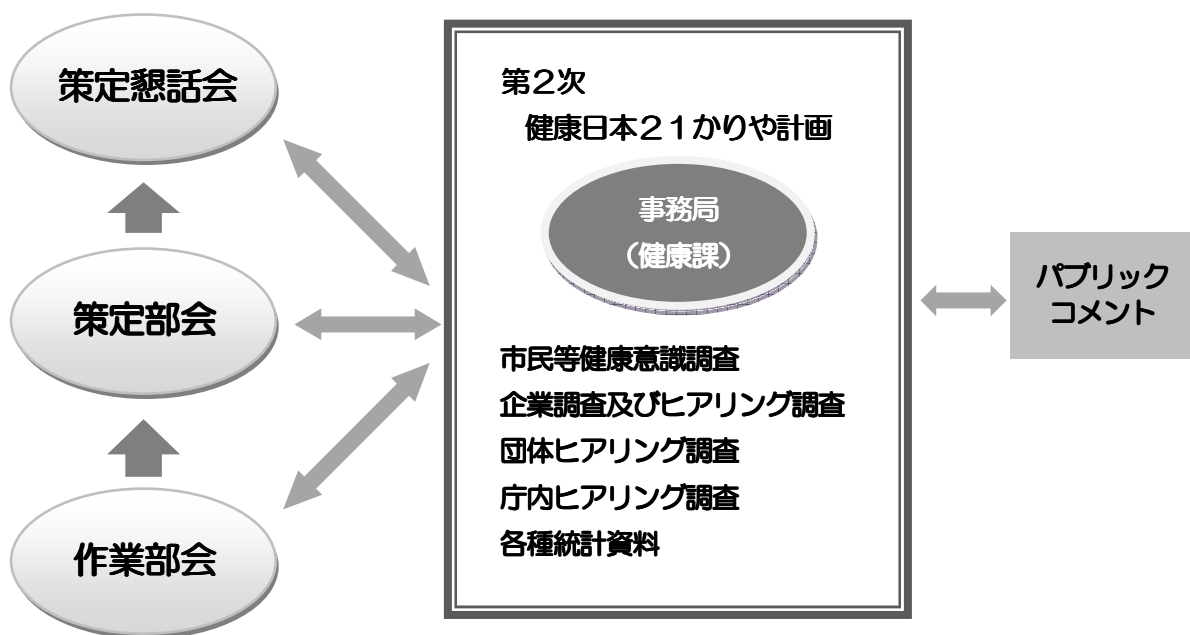 策定懇話会
策定部会
作業部会
第２次
健康日本２１かりや計画
事務局
（健康課）
市民等健康意識調査
企業調査及びヒアリング調査
団体ヒアリング調査
庁内ヒアリング調査
各種統計資料
パブリック
コメント